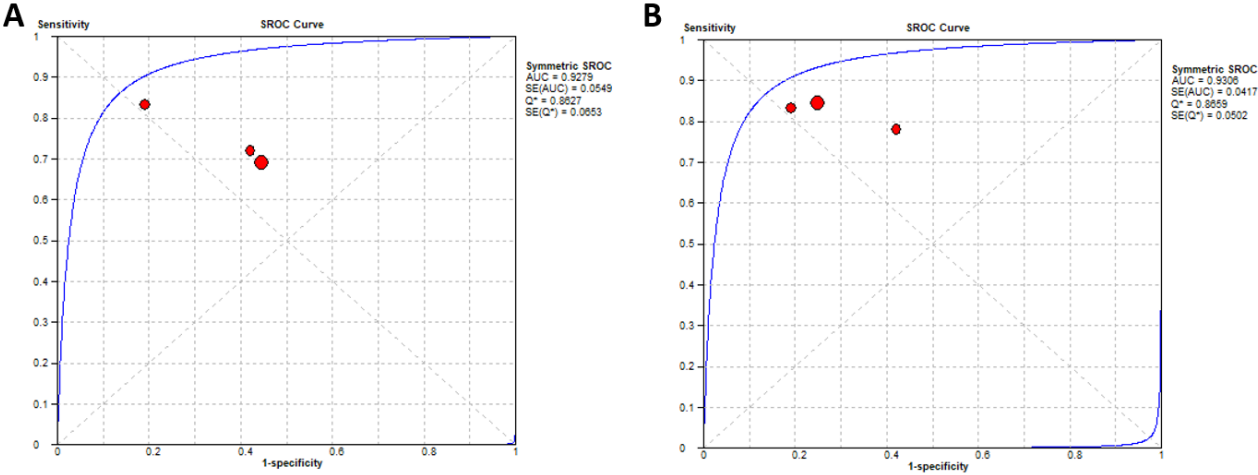 A
Sensitivity
SROC Curve
1
0.9
0.8
0.7
0.6
0.5
0.4
0.3
0.2
0.1
0
0 0.2 0.4 0.6 0.8 1
1-specificity
Symmetric SROC
AUC = 0.9279
SE(AUC) = 0.0549
Q* = 0.8627
SE(Q*) = 0.0653
B
Sensitivity
SROC Curve
1
0.9
0.8
0.7
0.6
0.5
0.4
0.3
0.2
0.1
0
0 0.2 0.4 0.6 0.8 1
1-specificity
Symmetric SROC
AUC = 0.9306
SE(AUC) = 0.0417
Q* = 0.8659
SE(Q*) = 0.0502